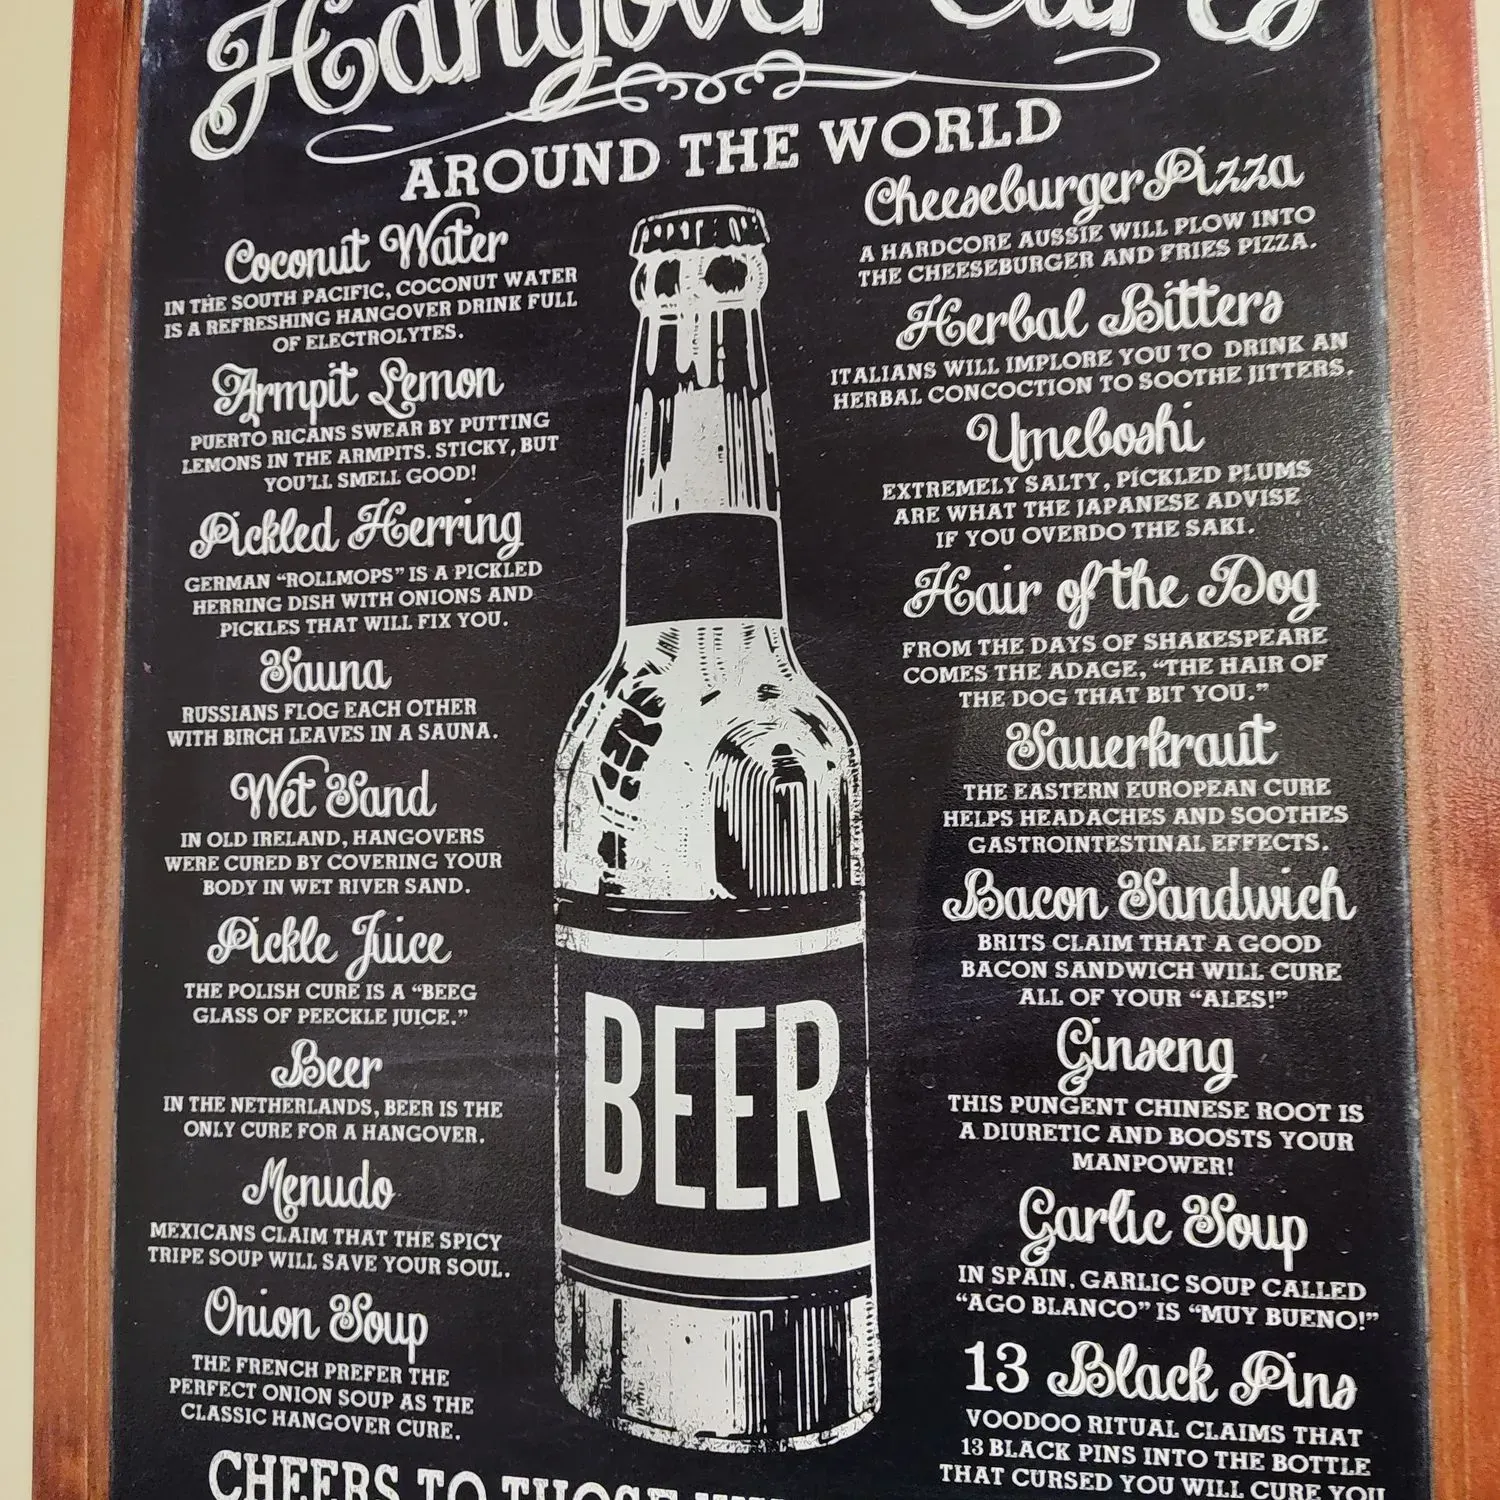 Hangover Cures
AROUND THE WORLD
Coconut Water
IN THE SOUTH PACIFIC, COCONUT WATER
IS A REFRESHING HANGOVER DRINK FULL
OF ELECTROLYTES.
Armpit Lemon
PUERTO RICANS SWEAR BY PUTTING
LEMONS IN THE ARMPITS. STICKY, BUT
YOU'LL SMELL GOOD!
Pickled Herring
GERMAN "ROLLMOPS" IS A PICKLED
HERRING DISH WITH ONIONS AND
PICKLES THAT WILL FIX YOU.
Sauna
RUSSIANS FLOG EACH OTHER
WITH BIRCH LEAVES IN A SAUNA.
Wet Sand
IN OLD IRELAND, HANGOVERS
WERE CURED BY COVERING YOUR
BODY IN WET RIVER SAND.
Pickle Juice
THE POLISH CURE IS A "BEEG
GLASS OF PEECKLE JUICE."
Beer
IN THE NETHERLANDS, BEER IS THE
ONLY CURE FOR A HANGOVER.
Menudo
MEXICANS CLAIM THAT THE SPICY
TRIPE SOUP WILL SAVE YOUR SOUL.
Onion Soup
THE FRENCH PREFER THE
PERFECT ONION SOUP AS THE
CLASSIC HANGOVER CURE.
BEER
Cheeseburger Pizza
A HARDCORE AUSSIE WILL PLOW INTO
THE CHEESEBURGER AND FRIES PIZZA.
Herbal Bitters
ITALIANS WILL IMPLORE YOU TO DRINK AN
HERBAL CONCOCTION TO SOOTHE JITTERS.
Umeboshi
EXTREMELY SALTY, PICKLED PLUMS
ARE WHAT THE JAPANESE ADVISE
IF YOU OVERDO THE SAKI.
Hair of the Dog
FROM THE DAYS OF SHAKESPEARE
COMES THE ADAGE, "THE HAIR OF
THE DOG THAT BIT YOU."
Sauerkraut
THE EASTERN EUROPEAN CURE
HELPS HEADACHES AND SOOTHES
GASTROINTESTINAL EFFECTS.
Bacon Sandwich
BRITS CLAIM THAT A GOOD
BACON SANDWICH WILL CURE
ALL OF YOUR "ALES!"
Ginseng
THIS PUNGENT CHINESE ROOT IS
A DIURETIC AND BOOSTS YOUR
MANPOWER!
Garlic Soup
IN SPAIN, GARLIC SOUP CALLED
"AGO BLANCO" IS "MUY BUENO!"
13 Black Pins
VOODOO RITUAL CLAIMS THAT
13 BLACK PINS INTO THE BOTTLE
THAT CURSED YOU WILL CURE YOU
CHEERS TO THOSE